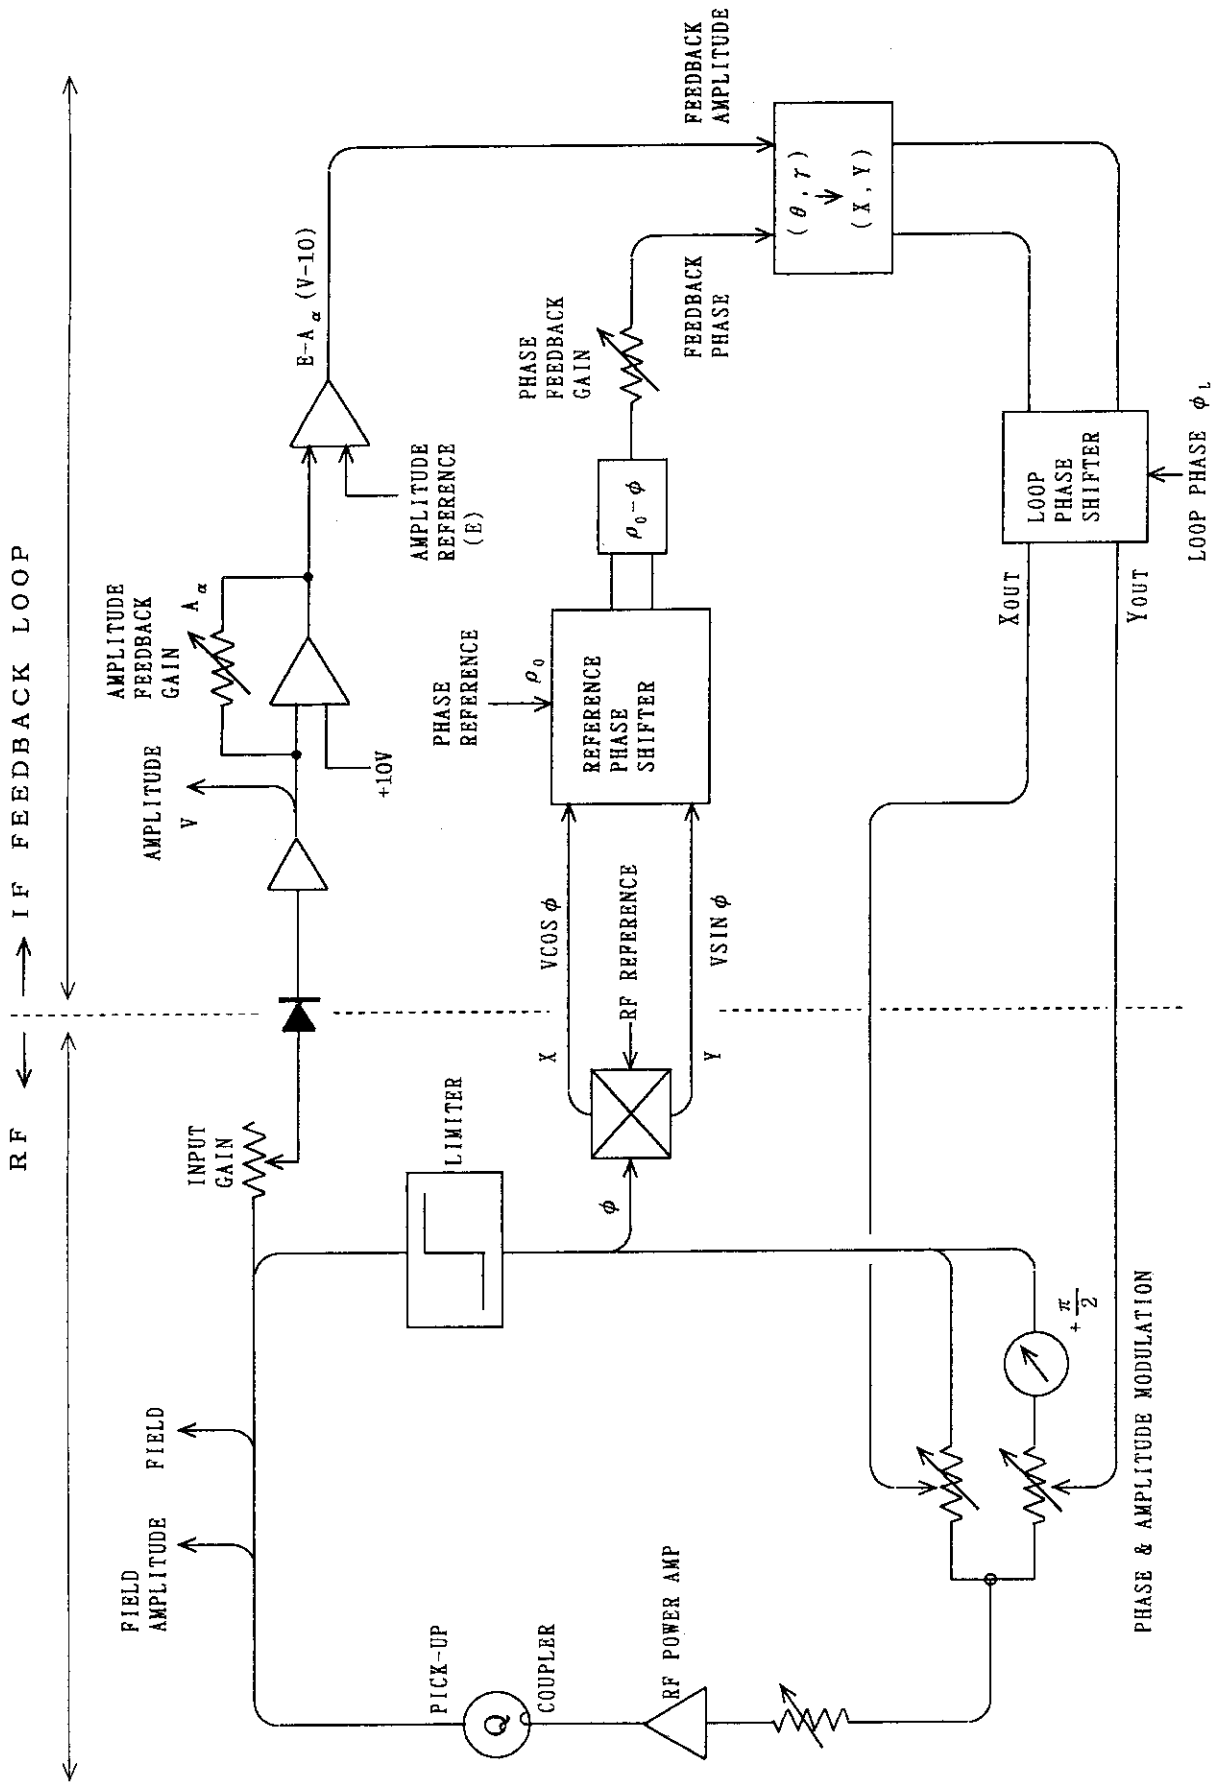 RF ← → IF FEEDBACK LOOP
FIELD
AMPLITUDE
FIELD
INPUT
GAIN
AMPLITUDE
V
AMPLITUDE
FEEDBACK
GAIN
A α
+10V
E-A α (V-10)
AMPLITUDE
REFERENCE
(E)
PICK-UP
Q
COUPLER
RF POWER AMP
LIMITER
φ
X
VCOS φ
RF REFERENCE
Y
VSIN φ
PHASE
REFERENCE
ρ0
REFERENCE
PHASE
SHIFTER
ρ0-φ
PHASE
FEEDBACK
GAIN
FEEDBACK
PHASE
FEEDBACK
AMPLITUDE
(θ, γ)
↓
(X, Y)
+ π/2
PHASE & AMPLITUDE MODULATION
XOUT
YOUT
LOOP
PHASE
SHIFTER
LOOP PHASE φL